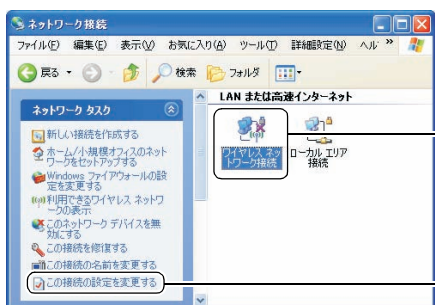 ネットワーク接続
ファイル(F) 編集(E) 表示(V) お気に入り(A) ツール(T) 詳細設定(N) ヘル »
戻る 検索 フォルダ
ネットワーク タスク
新しい接続を作成する
ホーム/小規模オフィスのネット
ワークをセットアップする
Windows ファイアウォールの設
定を変更する
利用できるワイヤレス ネットワ
ークの表示
このネットワーク デバイスを無
効にする
この接続を修復する
この接続の名前を変更する
この接続の設定を変更する
LAN または高速インターネット
ワイヤレス ネッ
トワーク接続
ローカル エリア
接続